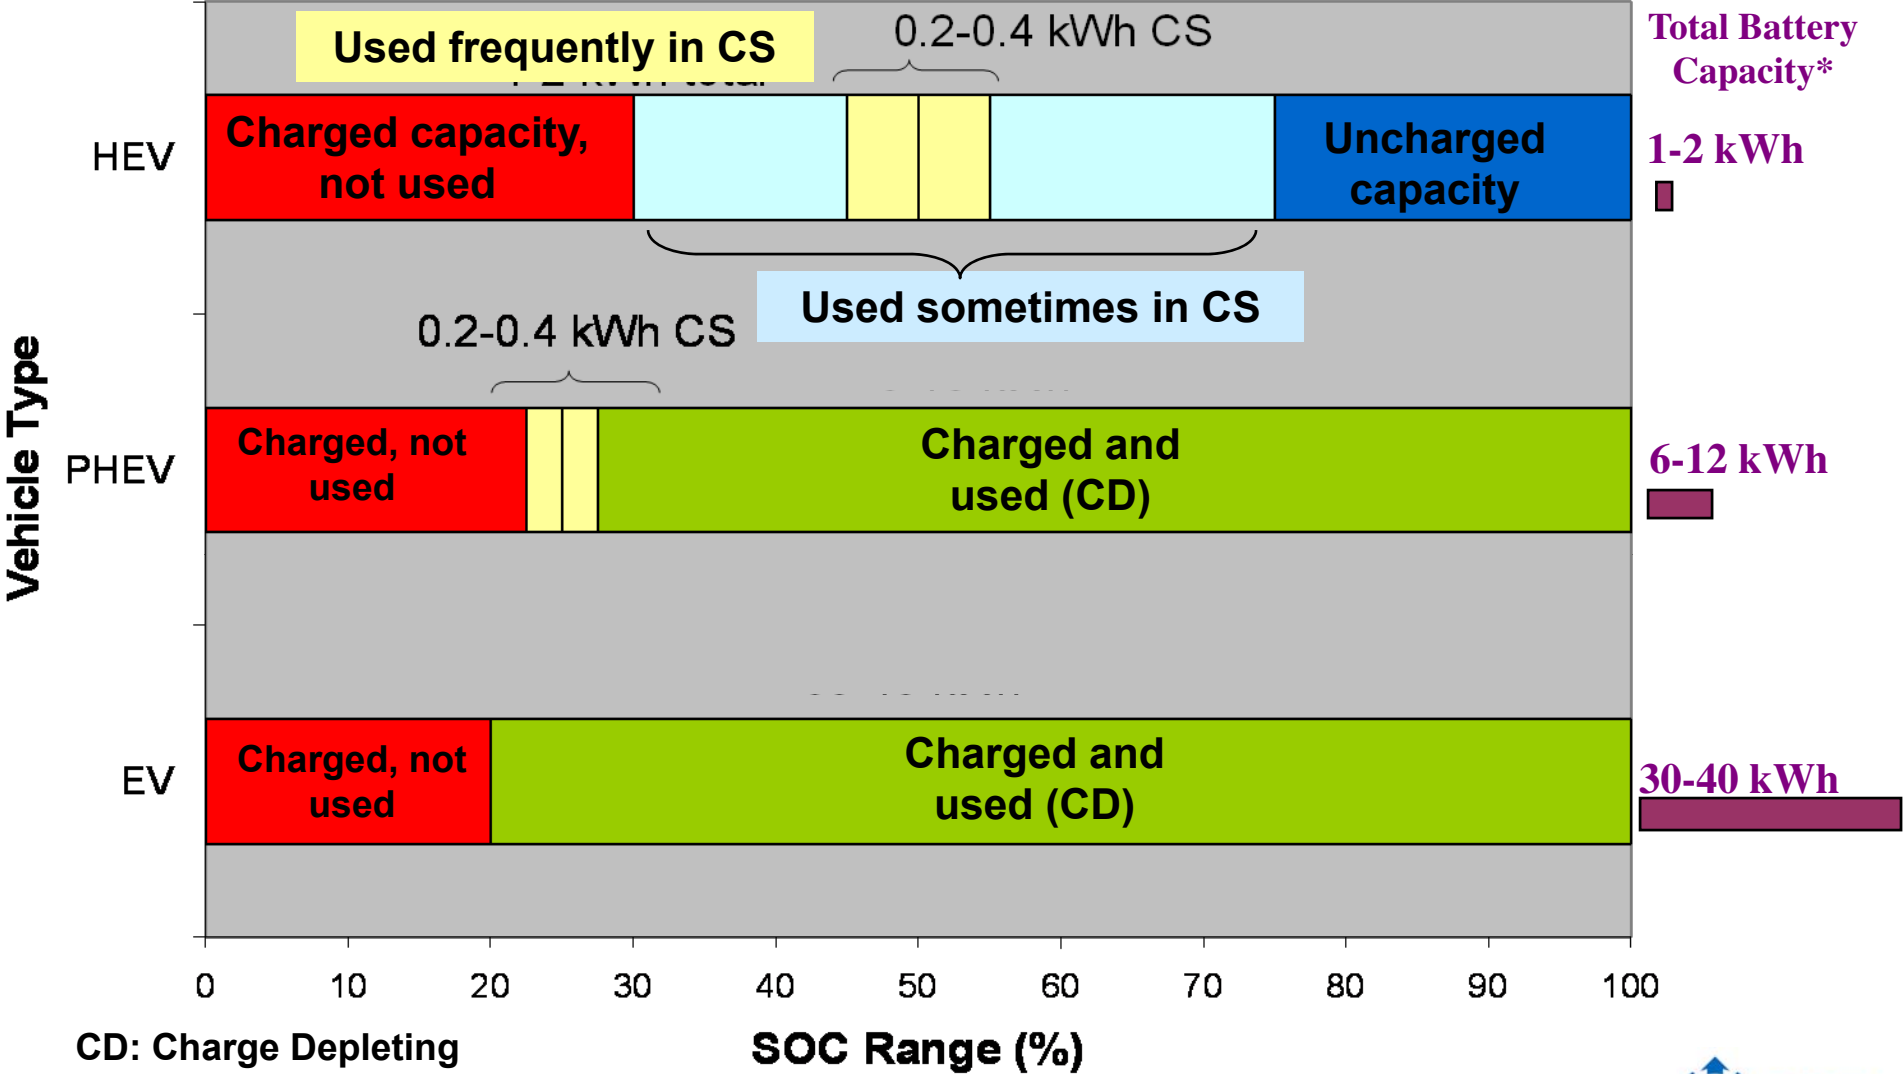 Used frequently in CS
0.2-0.4 kWh CS
Total Battery
Capacity*
HEV
Charged capacity,
not used
Uncharged
capacity
1-2 kWh
Used sometimes in CS
0.2-0.4 kWh CS
Vehicle Type
PHEV
Charged, not
used
Charged and
used (CD)
6-12 kWh
EV
Charged, not
used
Charged and
used (CD)
30-40 kWh
0 10 20 30 40 50 60 70 80 90 100
CD: Charge Depleting
SOC Range (%)